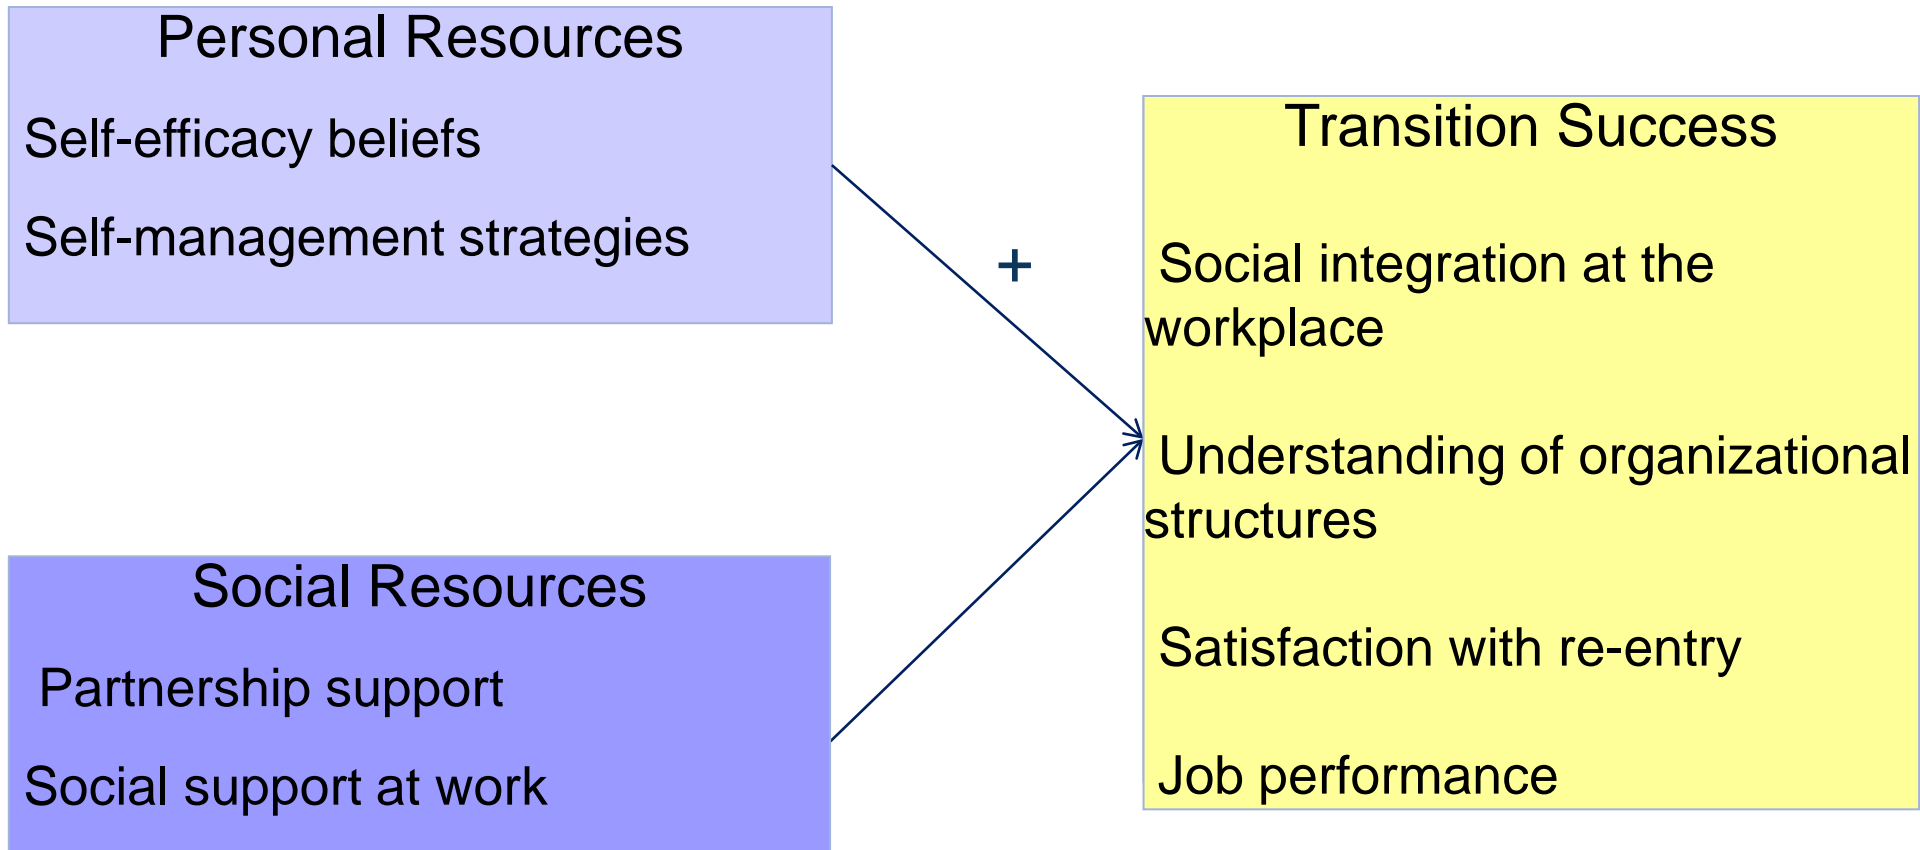 Personal Resources
Self-efficacy beliefs
Self-management strategies
+
Transition Success
Social integration at the
workplace
Understanding of organizational
structures
Satisfaction with re-entry
Job performance
Social Resources
Partnership support
Social support at work